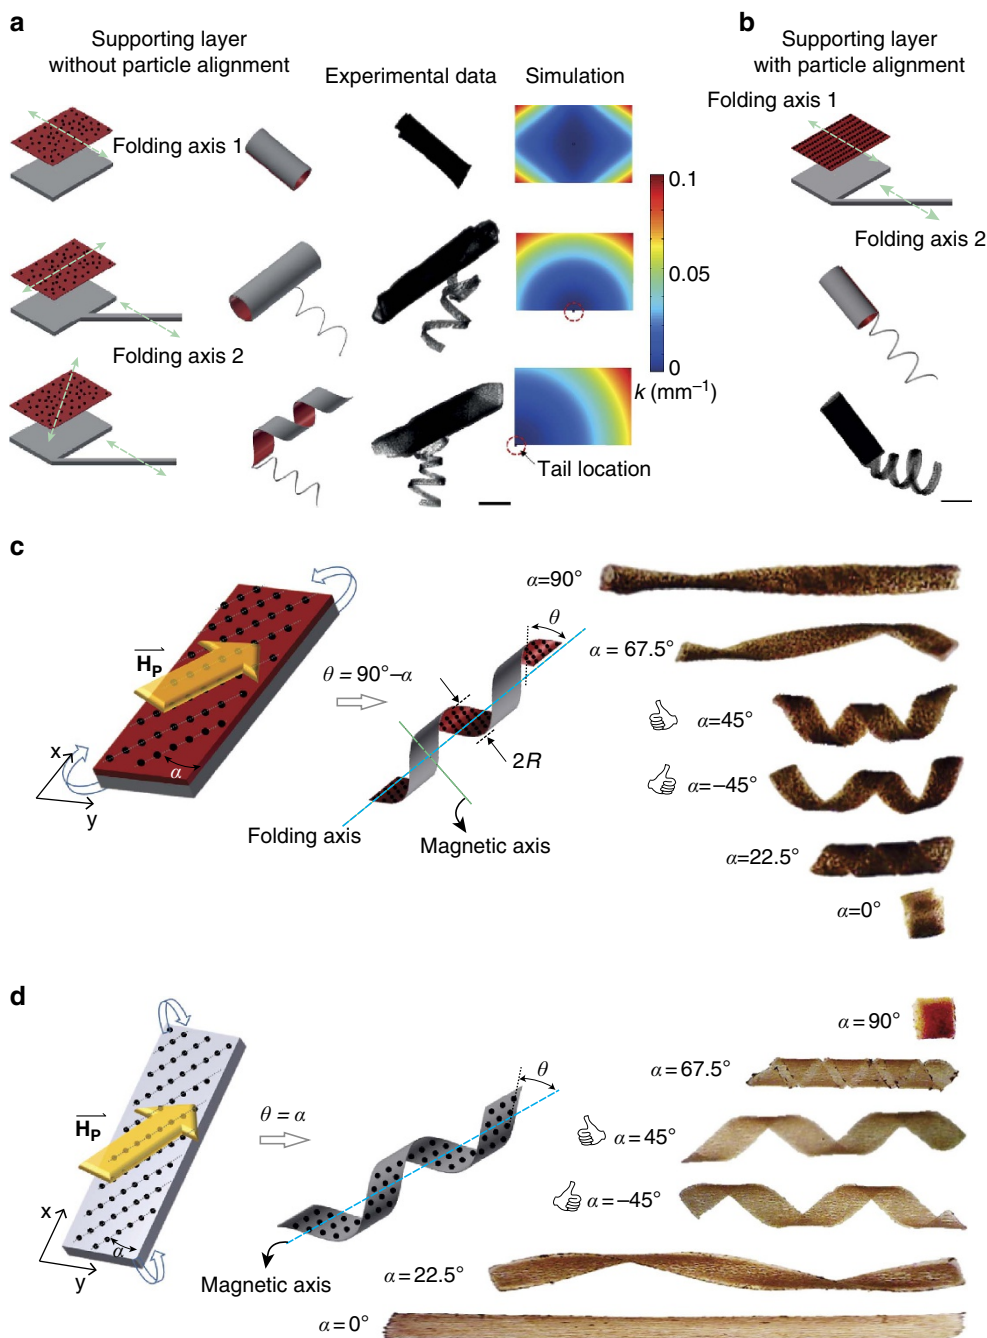 a
Supporting layer
without particle alignment
Experimental data
Simulation
Folding axis 1
Folding axis 2
0.1
0.05
0
k (mm⁻¹)
Tail location
b
Supporting layer
with particle alignment
Folding axis 1
Folding axis 2
c
H_P
α
x
y
θ = 90°–α
θ
2R
Folding axis
Magnetic axis
α=90°
α = 67.5°
α=45°
α=–45°
α=22.5°
α=0°
d
H_P
α
x
y
θ = α
θ
Magnetic axis
α = 90°
α = 67.5°
α = 45°
α = –45°
α = 22.5°
α = 0°